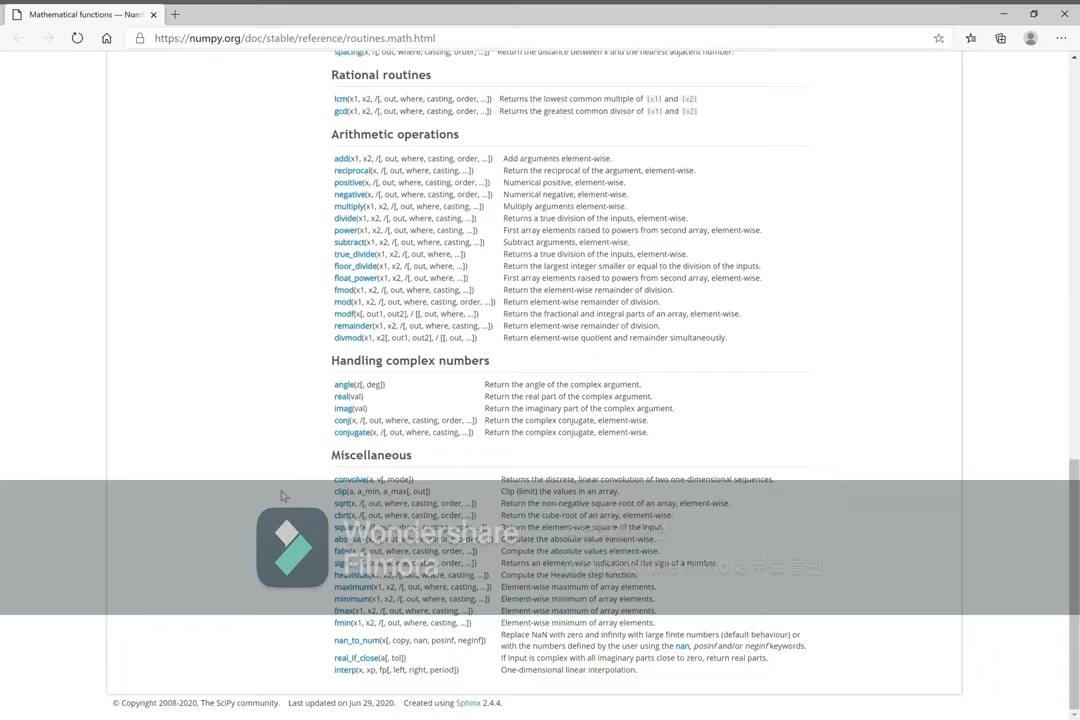 Mathematical functions — Num
https://numpy.org/doc/stable/reference/routines.math.html
spacing(x, /[, out, where, casting, order, ...]) Return the distance between x and the nearest adjacent number.
Rational routines
lcm(x1, x2, /[, out, where, casting, order, ...]) Returns the lowest common multiple of |x1| and |x2|
gcd(x1, x2, /[, out, where, casting, order, ...]) Returns the greatest common divisor of |x1| and |x2|
Arithmetic operations
add(x1, x2, /[, out, where, casting, order, ...]) Add arguments element-wise.
reciprocal(x, /[, out, where, casting, ...]) Return the reciprocal of the argument, element-wise.
positive(x, /[, out, where, casting, order, ...]) Numerical positive, element-wise.
negative(x, /[, out, where, casting, order, ...]) Numerical negative, element-wise.
multiply(x1, x2, /[, out, where, casting, ...]) Multiply arguments element-wise.
divide(x1, x2, /[, out, where, casting, ...]) Returns a true division of the inputs, element-wise.
power(x1, x2, /[, out, where, casting, ...]) First array elements raised to powers from second array, element-wise.
subtract(x1, x2, /[, out, where, casting, ...]) Subtract arguments, element-wise.
true_divide(x1, x2, /[, out, where, ...]) Returns a true division of the inputs, element-wise.
floor_divide(x1, x2, /[, out, where, ...]) Return the largest integer smaller or equal to the division of the inputs.
float_power(x1, x2, /[, out, where, ...]) First array elements raised to powers from second array, element-wise.
fmod(x1, x2, /[, out, where, casting, ...]) Return the element-wise remainder of division.
mod(x1, x2, /[, out, where, casting, order, ...]) Return element-wise remainder of division.
modf(x[, out1, out2], / [[, out, where, ...]) Return the fractional and integral parts of an array, element-wise.
remainder(x1, x2, /[, out, where, casting, ...]) Return element-wise remainder of division.
divmod(x1, x2[, out1, out2], / [[, out, ...]) Return element-wise quotient and remainder simultaneously.
Handling complex numbers
angle(z[, deg]) Return the angle of the complex argument.
real(val) Return the real part of the complex argument.
imag(val) Return the imaginary part of the complex argument.
conj(x, /[, out, where, casting, order, ...]) Return the complex conjugate, element-wise.
conjugate(x, /[, out, where, casting, ...]) Return the complex conjugate, element-wise.
Miscellaneous
convolve(a, v[, mode]) Returns the discrete, linear convolution of two one-dimensional sequences.
clip(a, a_min, a_max[, out]) Clip (limit) the values in an array.
sqrt(x, /[, out, where, casting, order, ...]) Return the non-negative square-root of an array, element-wise.
cbrt(x, /[, out, where, casting, order, ...]) Return the cube-root of an array, element-wise.
square(x, /[, out, where, casting, order, ...]) Return the element-wise square of the input.
Wondershare
Filmora
absolute(x, /[, out, where, casting, order, ...]) Calculate the absolute value element-wise.
fabs(x, /[, out, where, casting, order, ...]) Compute the absolute values element-wise.
sign(x, /[, out, where, casting, order, ...]) Returns an element-wise indication of the sign of a number.
Filmora 무료 플랜
heaviside(x1, x2, /[, out, where, casting, ...]) Compute the Heaviside step function.
maximum(x1, x2, /[, out, where, casting, ...]) Element-wise maximum of array elements.
minimum(x1, x2, /[, out, where, casting, ...]) Element-wise minimum of array elements.
fmax(x1, x2, /[, out, where, casting, ...]) Element-wise maximum of array elements.
fmin(x1, x2, /[, out, where, casting, ...]) Element-wise minimum of array elements.
nan_to_num(x[, copy, nan, posinf, neginf]) Replace NaN with zero and infinity with large finite numbers (default behaviour) or
with the numbers defined by the user using the nan, posinf and/or neginf keywords.
real_if_close(a[, tol]) If input is complex with all imaginary parts close to zero, return real parts.
interp(x, xp, fp[, left, right, period]) One-dimensional linear interpolation.
© Copyright 2008-2020, The SciPy community. Last updated on Jun 29, 2020. Created using Sphinx 2.4.4.